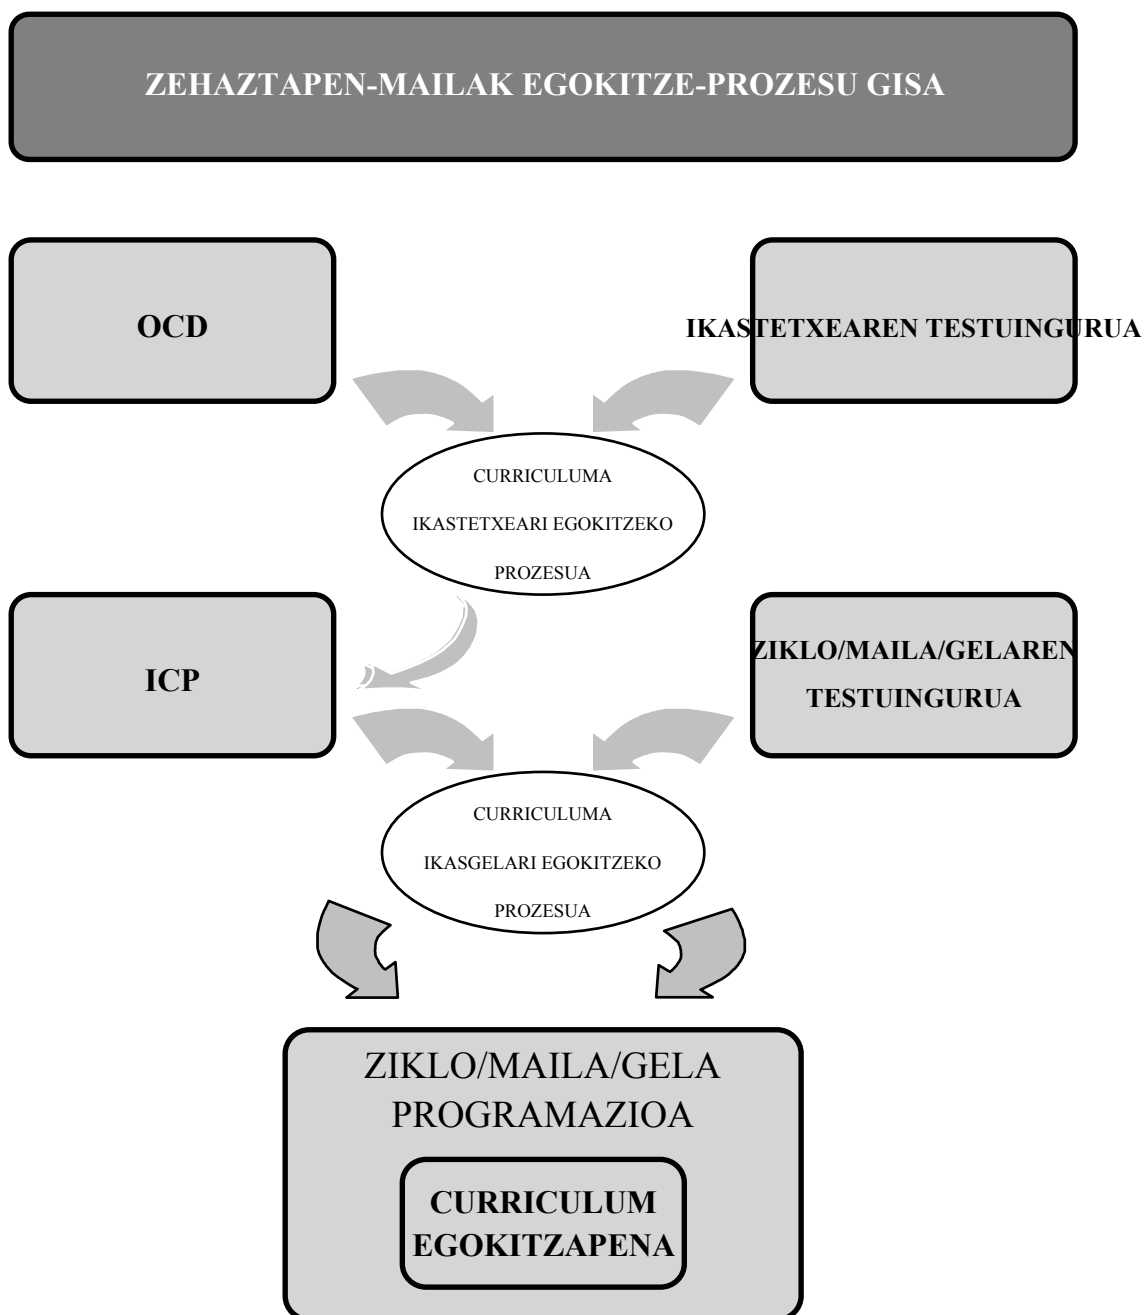 ZEHAZTAPEN-MAILAK EGOKITZE-PROZESU GISA
OCD
IKASTETXEAREN TESTUINGURUA
CURRICULUMA
IKASTETXEARI EGOKITZEKO
PROZESUA
ICP
ZIKLO/MAILA/GELAREN
TESTUINGURUA
CURRICULUMA
IKASGELARI EGOKITZEKO
PROZESUA
ZIKLO/MAILA/GELA
PROGRAMAZIOA
CURRICULUM
EGOKITZAPENA